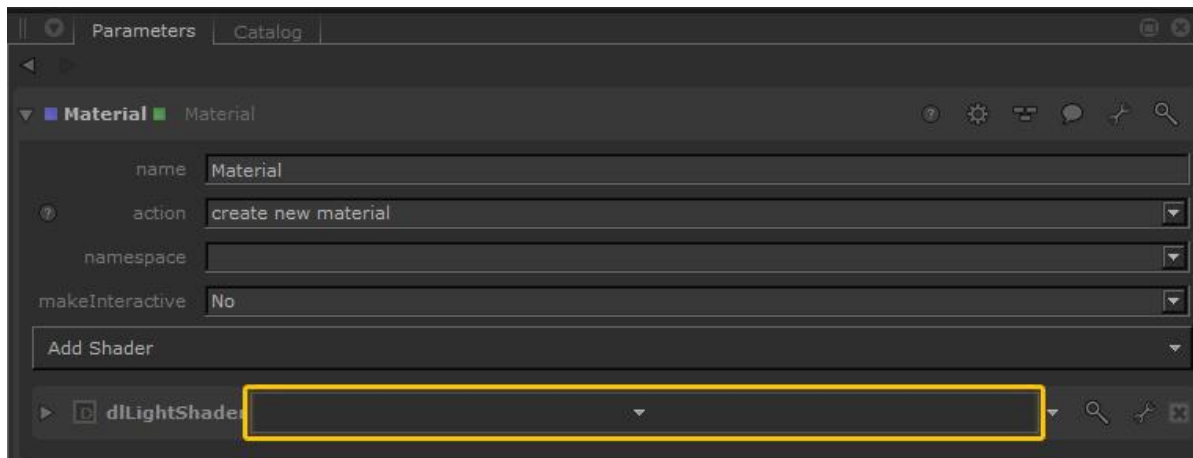 Parameters Catalog
Material Material
name Material
action create new material
namespace
makeInteractive No
Add Shader
D dlLightShader